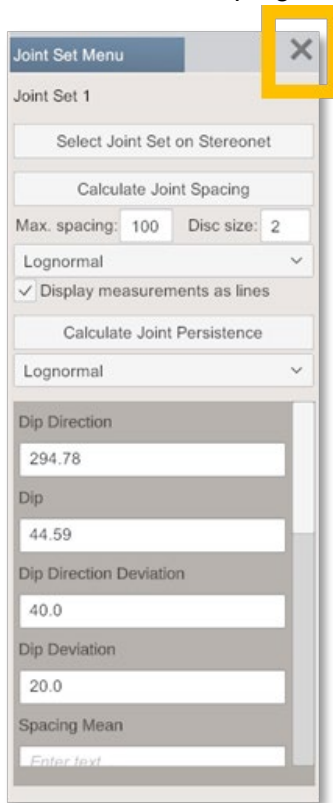 Joint Set Menu
Joint Set 1
Select Joint Set on Stereonet
Calculate Joint Spacing
Max. spacing: 100 Disc size: 2
Lognormal
Display measurements as lines
Calculate Joint Persistence
Lognormal
Dip Direction
294.78
Dip
44.59
Dip Direction Deviation
40.0
Dip Deviation
20.0
Spacing Mean
Enter text